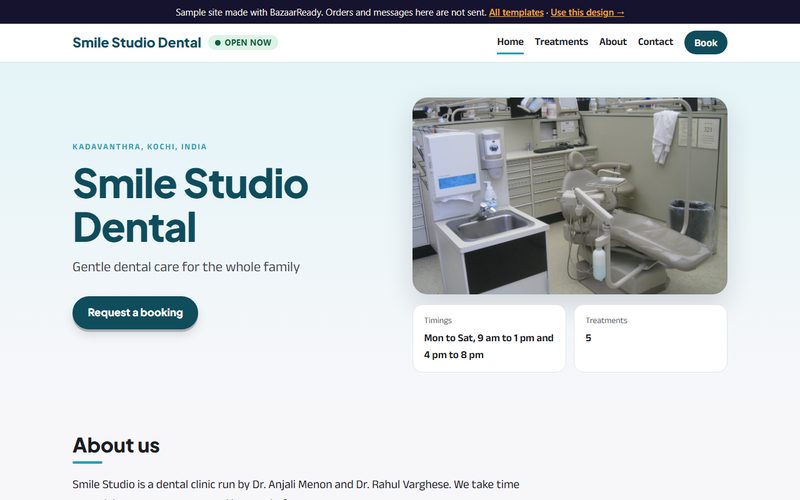 Sample site made with BazaarReady. Orders and messages here are not sent. All templates · Use this design →
Smile Studio Dental
OPEN NOW
Home
Treatments
About
Contact
Book
KADAVANTHRA, KOCHI, INDIA
Smile Studio
Dental
Gentle dental care for the whole family
Request a booking
Timings
Mon to Sat, 9 am to 1 pm and
4 pm to 8 pm
Treatments
5
About us
Smile Studio is a dental clinic run by Dr. Anjali Menon and Dr. Rahul Varghese. We take time